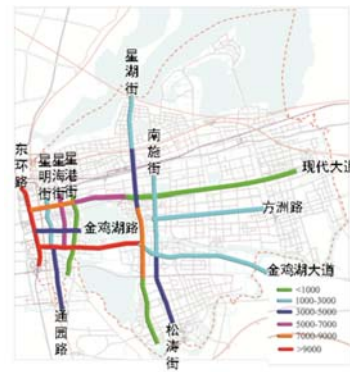 星湖街
南施街
东环路
星明街
星海街
星港街
现代大道
方洲路
金鸡湖路
金鸡湖大道
通园路
松涛街
<1000
1000-3000
3000-5000
5000-7000
7000-9000
>9000